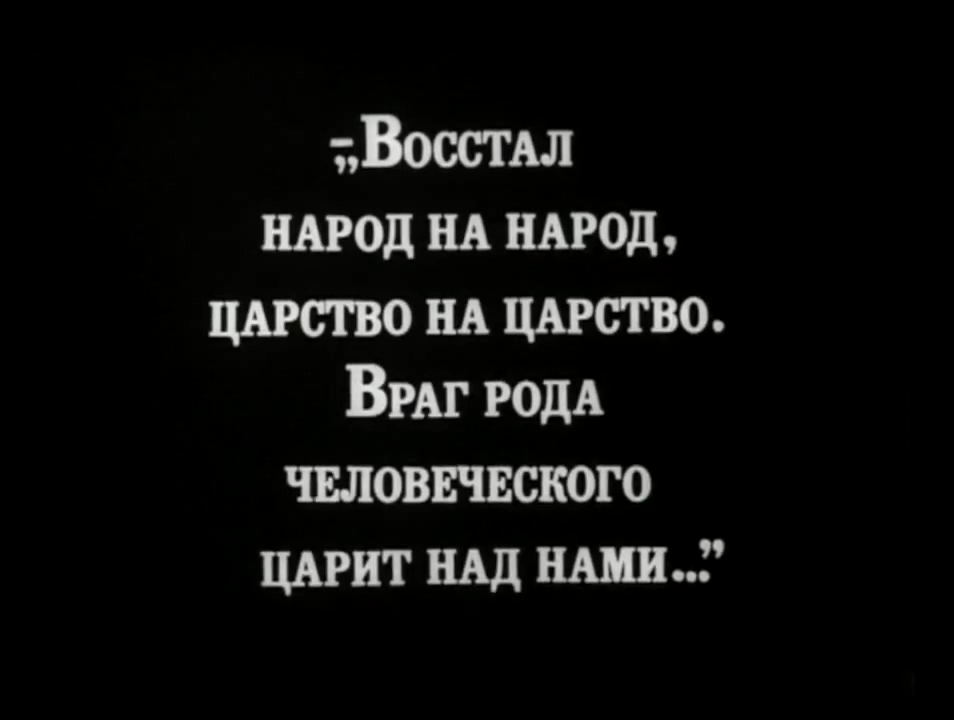 -„Восстал
народ на народ,
царство на царство.
Враг рода
человеческого
царит над нами...”